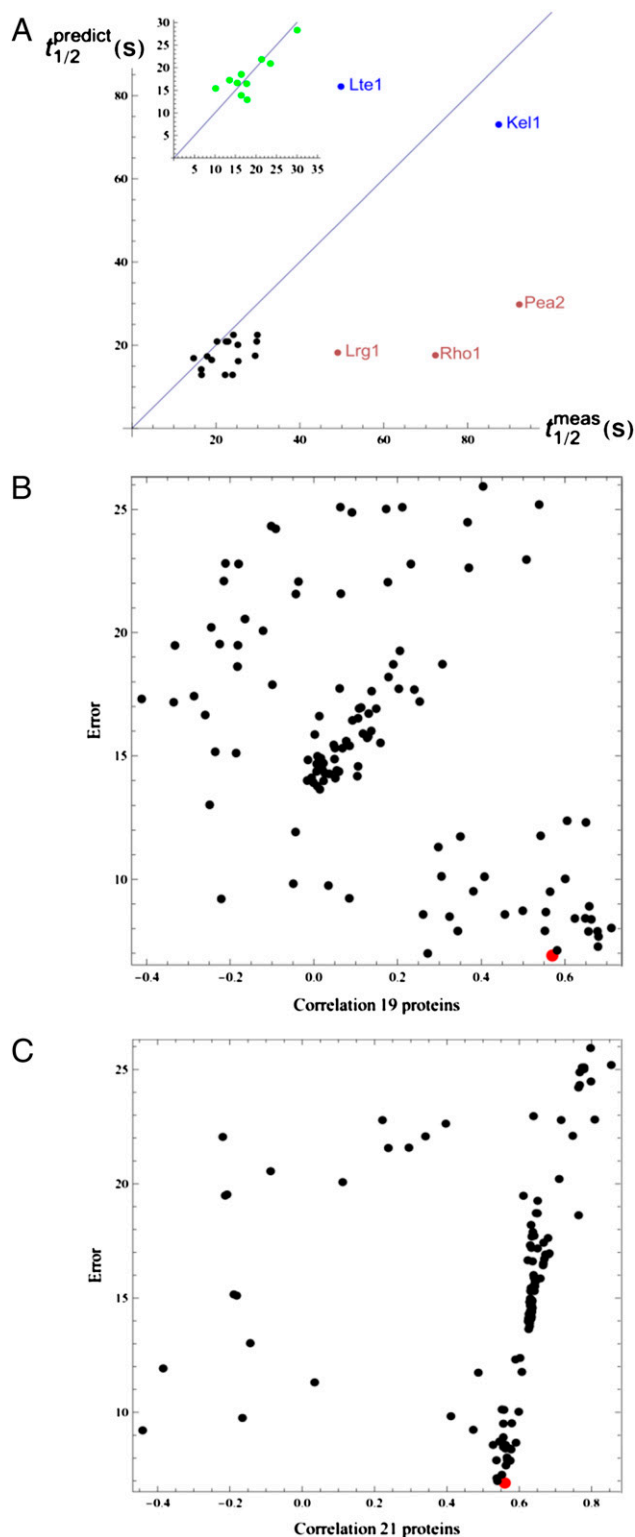 A
t1/2predict(s)
30
25
20
15
10
5
5 10 15 20 25 30 35
80
60
40
20
20 40 60 80
t1/2meas(s)
Lte1
Kel1
Pea2
Lrg1
Rho1
B
25
20
15
10
Error
-0.4 -0.2 0.0 0.2 0.4 0.6
Correlation 19 proteins
C
25
20
15
10
Error
-0.4 -0.2 0.0 0.2 0.4 0.6 0.8
Correlation 21 proteins